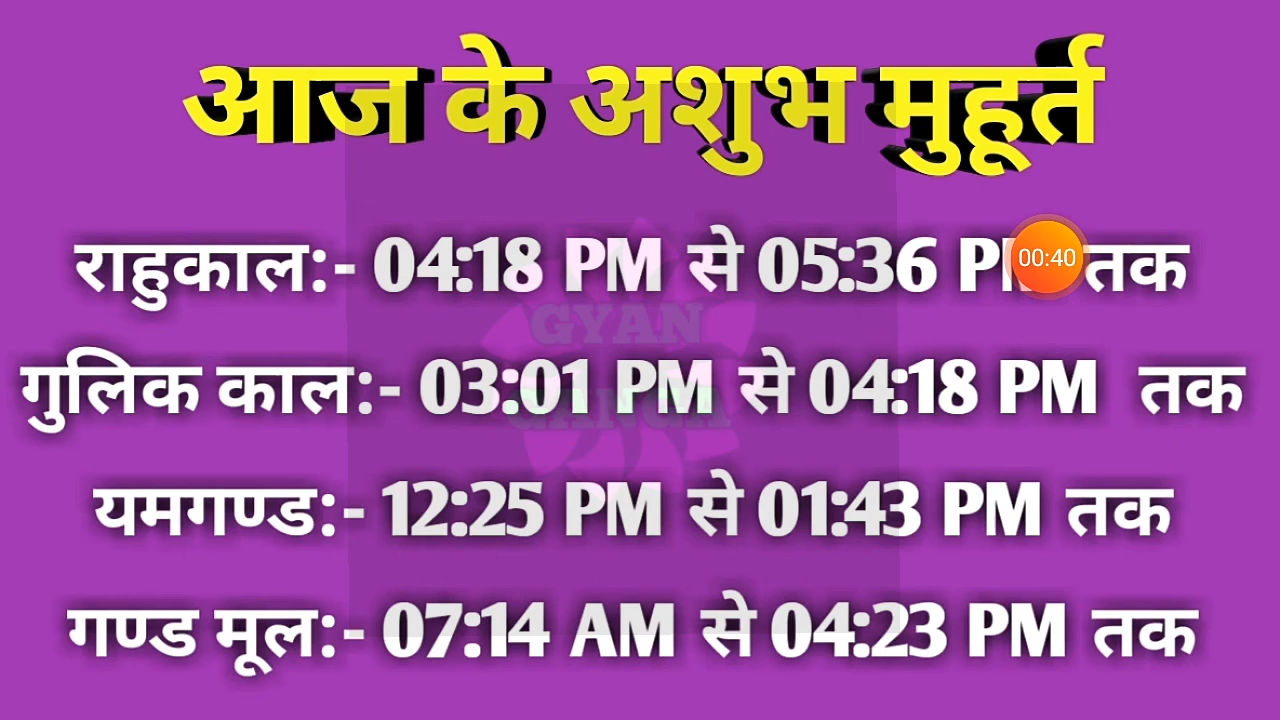 आज के अशुभ मुहूर्त
राहुकाल:- 04:18 PM से 05:36 तक
00:40
GYAN
GANGA
गुलिक काल:- 03:01 PM से 04:18 PM तक
यमगण्ड:- 12:25 PM से 01:43 PM तक
गण्ड मूल:- 07:14 AM से 04:23 PM तक